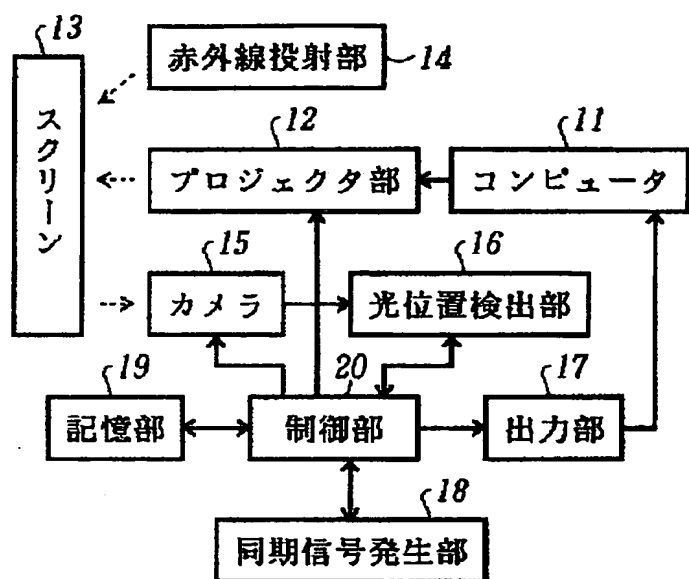 13
赤外線投射部
14
スクリーン
12
プロジェクタ部
11
コンピュータ
15
カメラ
16
光位置検出部
19
記憶部
20
制御部
17
出力部
18
同期信号発生部